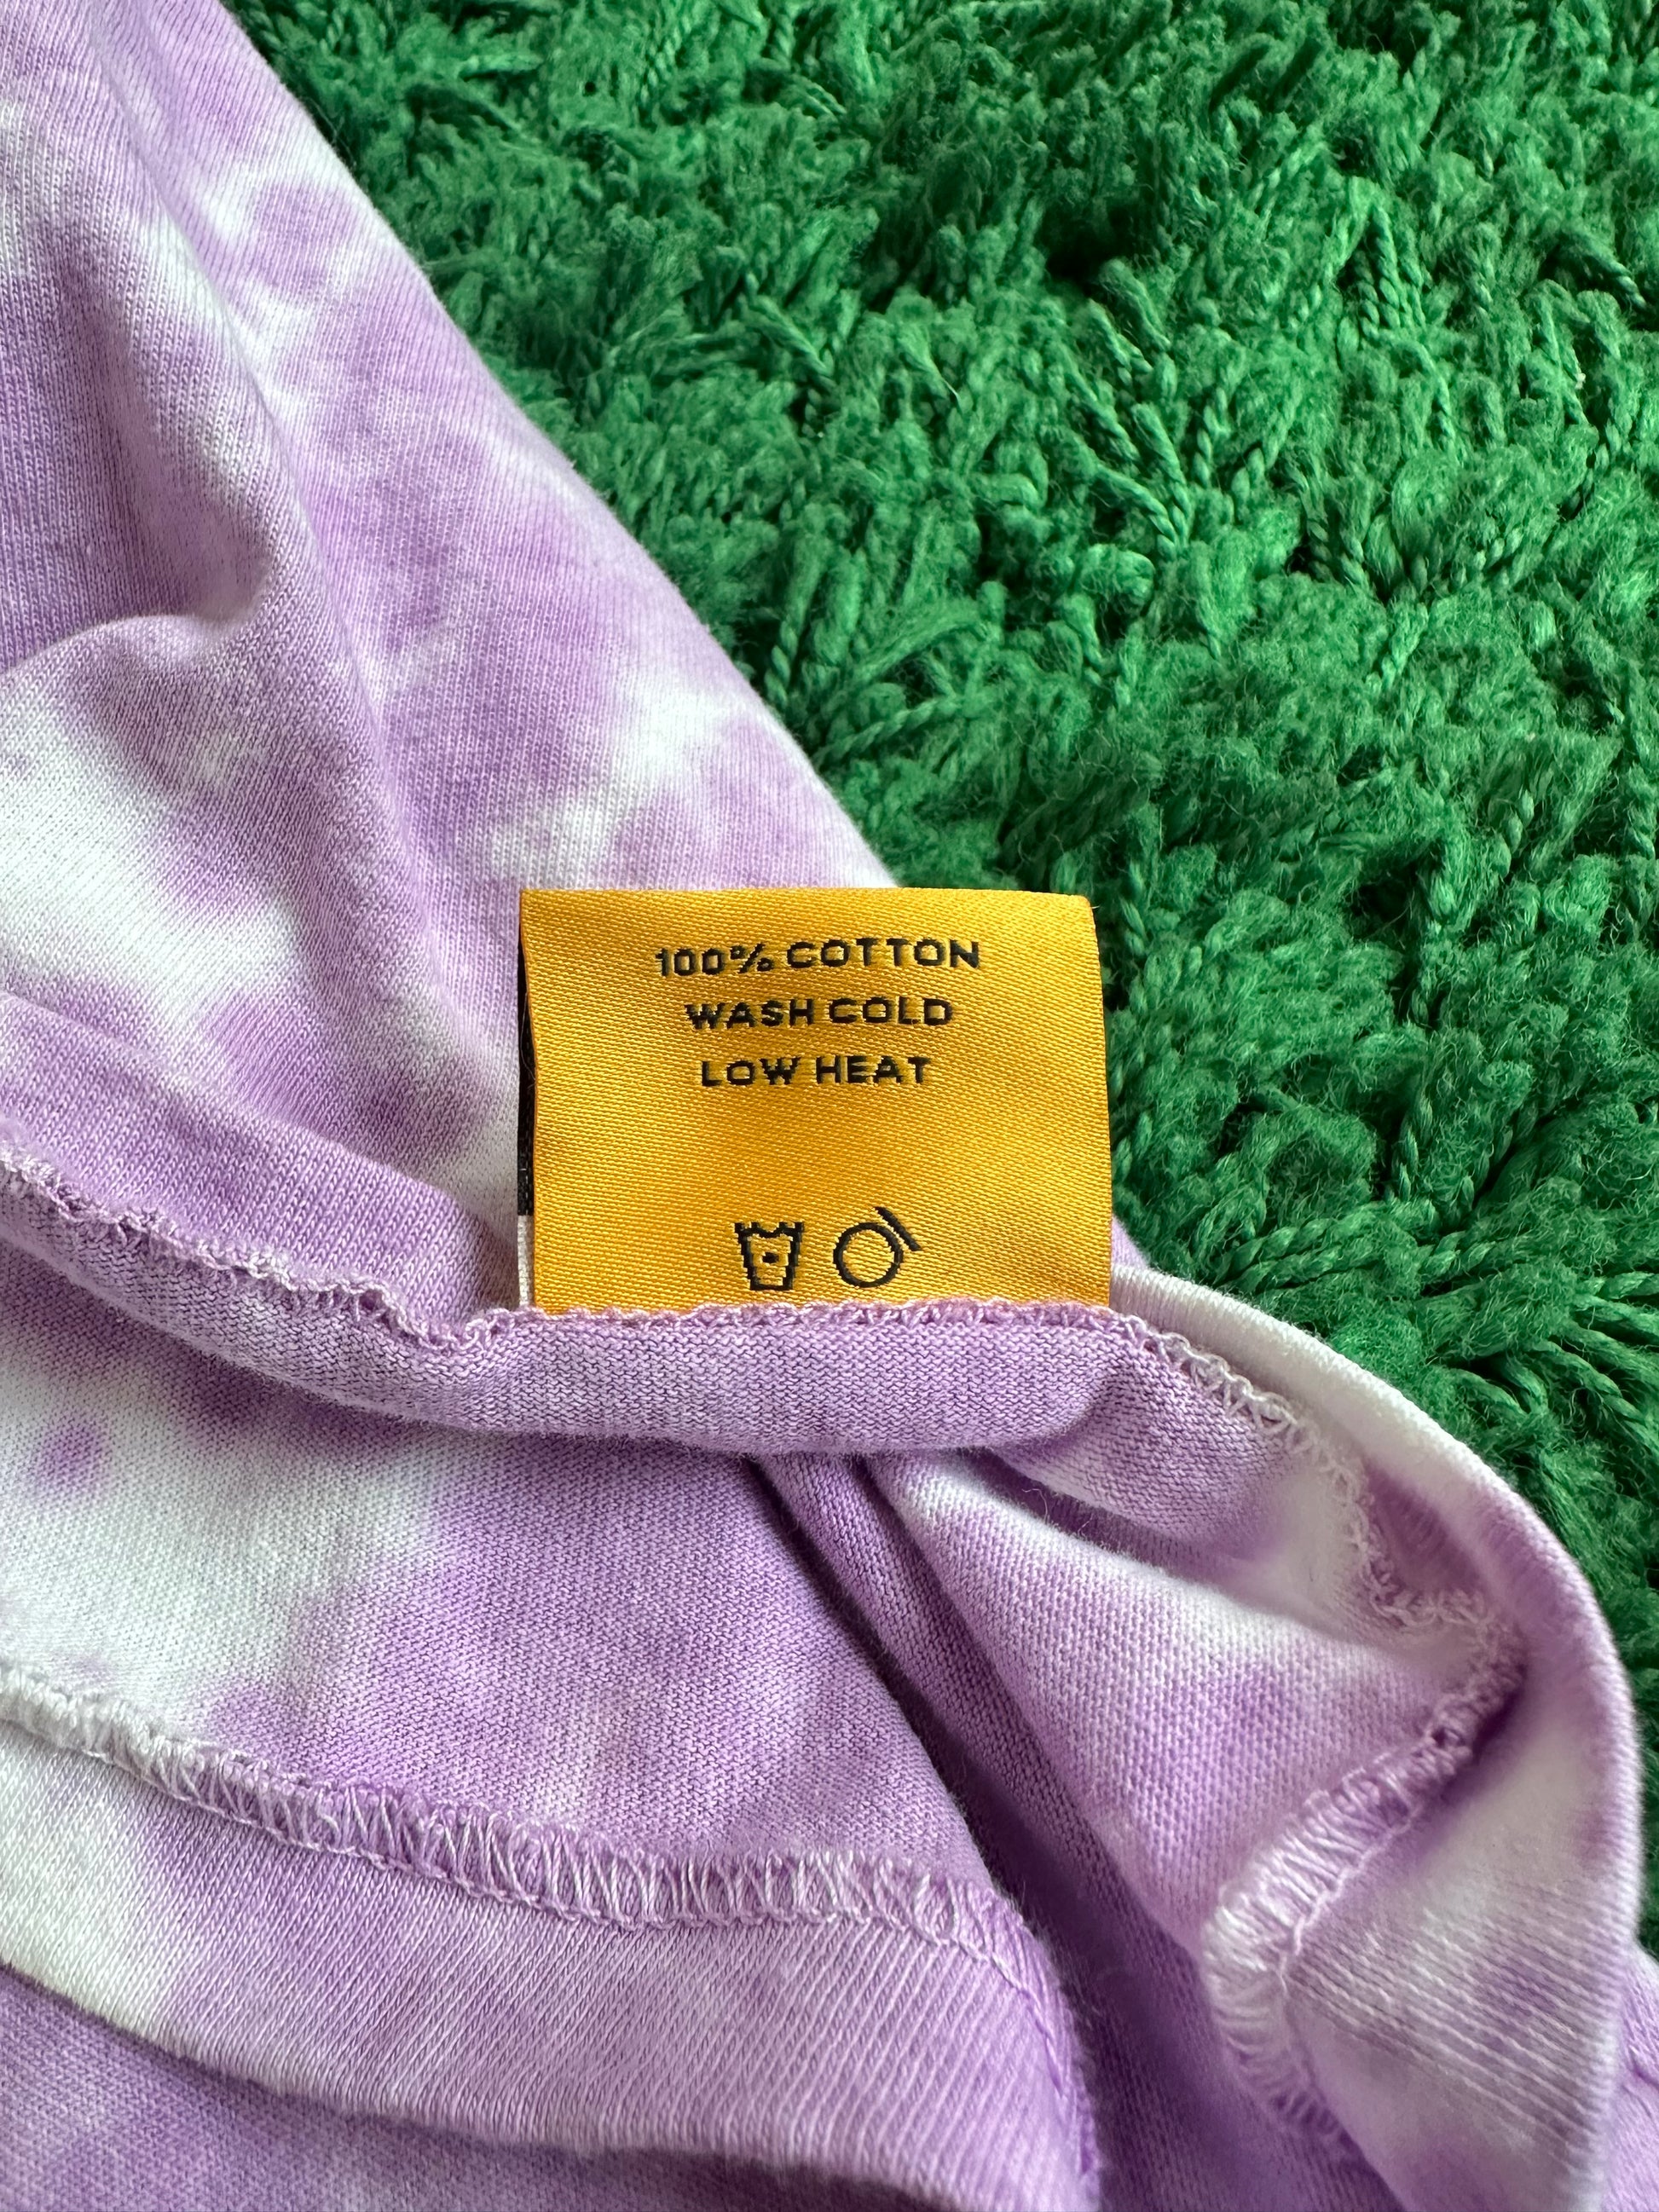 100% COTTON
WASH COLD
LOW HEAT